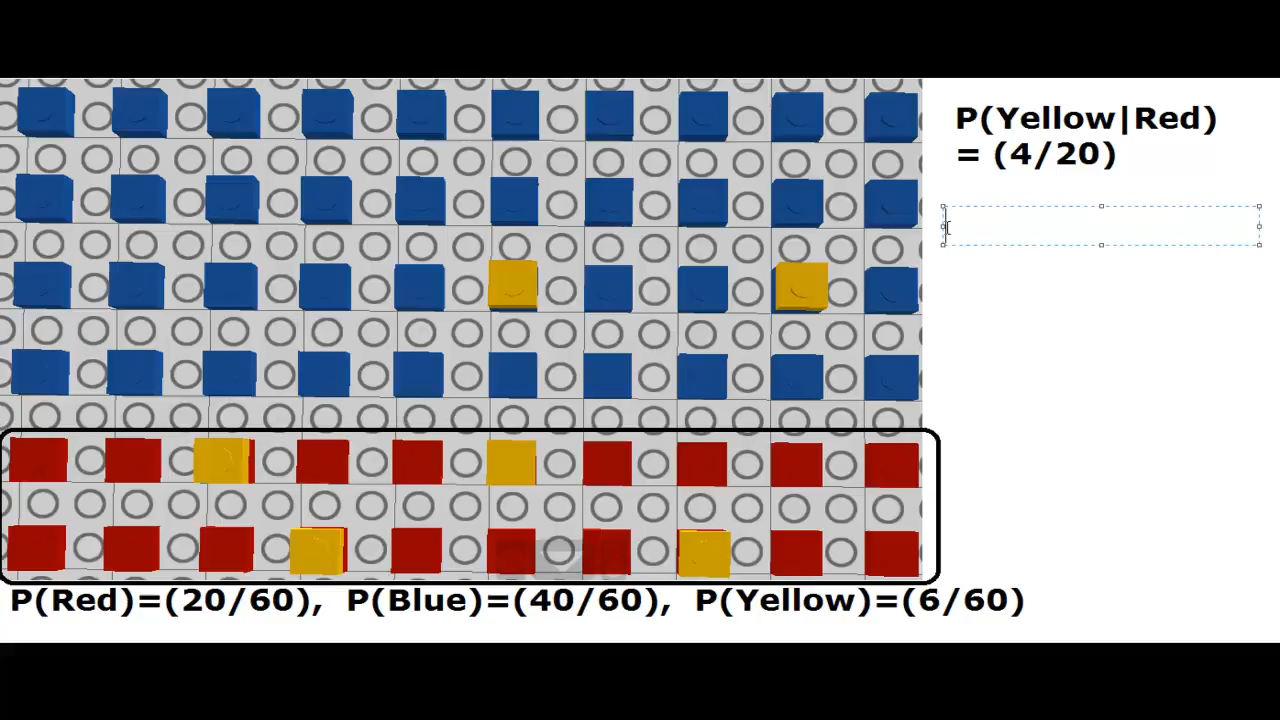 P(Yellow|Red)
= (4/20)
P(Red)=(20/60), P(Blue)=(40/60), P(Yellow)=(6/60)